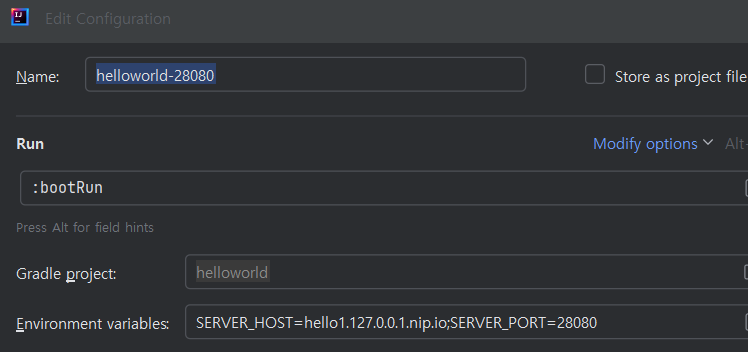 Edit Configuration
Name: helloworld-28080 Store as project file
Run Modify options Alt-
:bootRun
Press Alt for field hints
Gradle project: helloworld
Environment variables: SERVER_HOST=hello1.127.0.0.1.nip.io;SERVER_PORT=28080